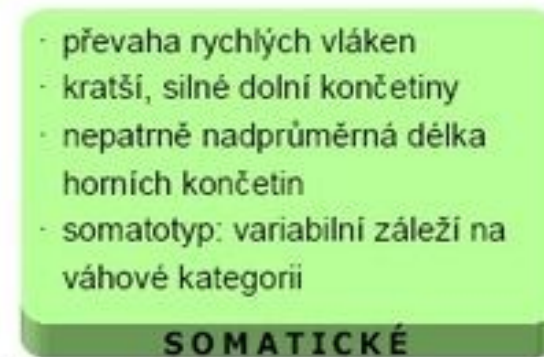 · převaha rychlých vláken
· kratší, silné dolní končetiny
· nepatrně nadprůměrná délka
horních končetin
· somatotyp: variabilní záleží na
váhové kategorii
SOMATICKÉ